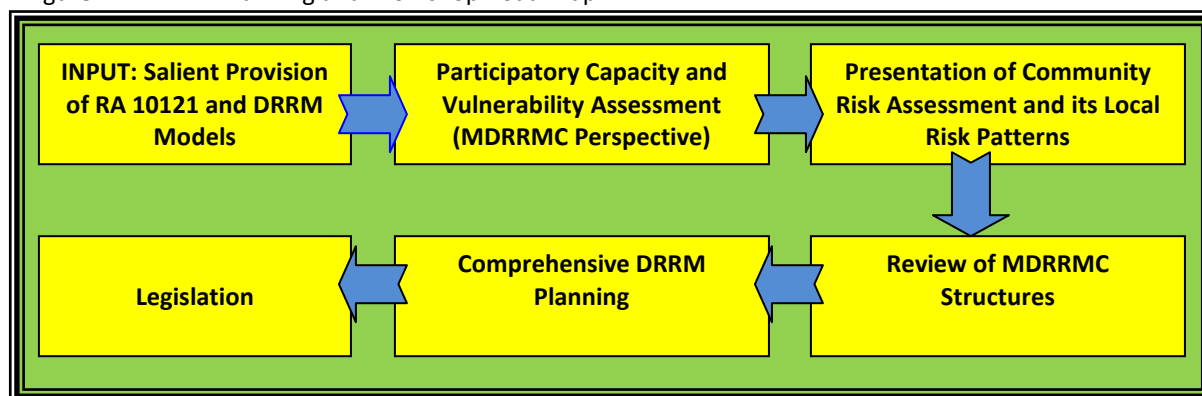 INPUT: Salient Provision
of RA 10121 and DRRM
Models
Participatory Capacity and
Vulnerability Assessment
(MDRRMC Perspective)
Presentation of Community
Risk Assessment and its Local
Risk Patterns
Review of MDRRMC
Structures
Comprehensive DRRM
Planning
Legislation